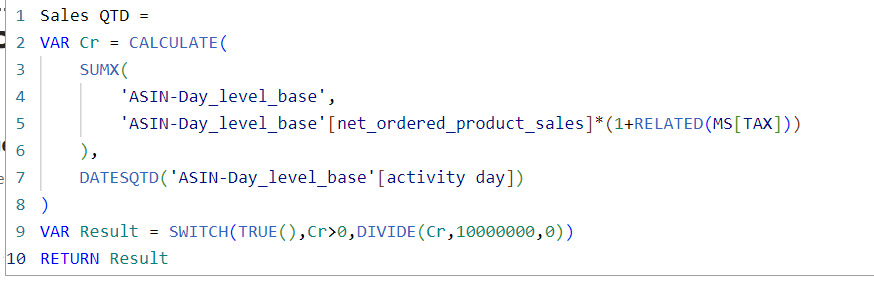 1 Sales QTD =
2 VAR Cr = CALCULATE(
3 SUMX(
4 'ASIN-Day_level_base',
5 'ASIN-Day_level_base'[net_ordered_product_sales]*(1+RELATED(MS[TAX]))
6 ),
7 DATESQTD('ASIN-Day_level_base'[activity day])
8 )
9 VAR Result = SWITCH(TRUE(),Cr>0,DIVIDE(Cr,10000000,0))
10 RETURN Result